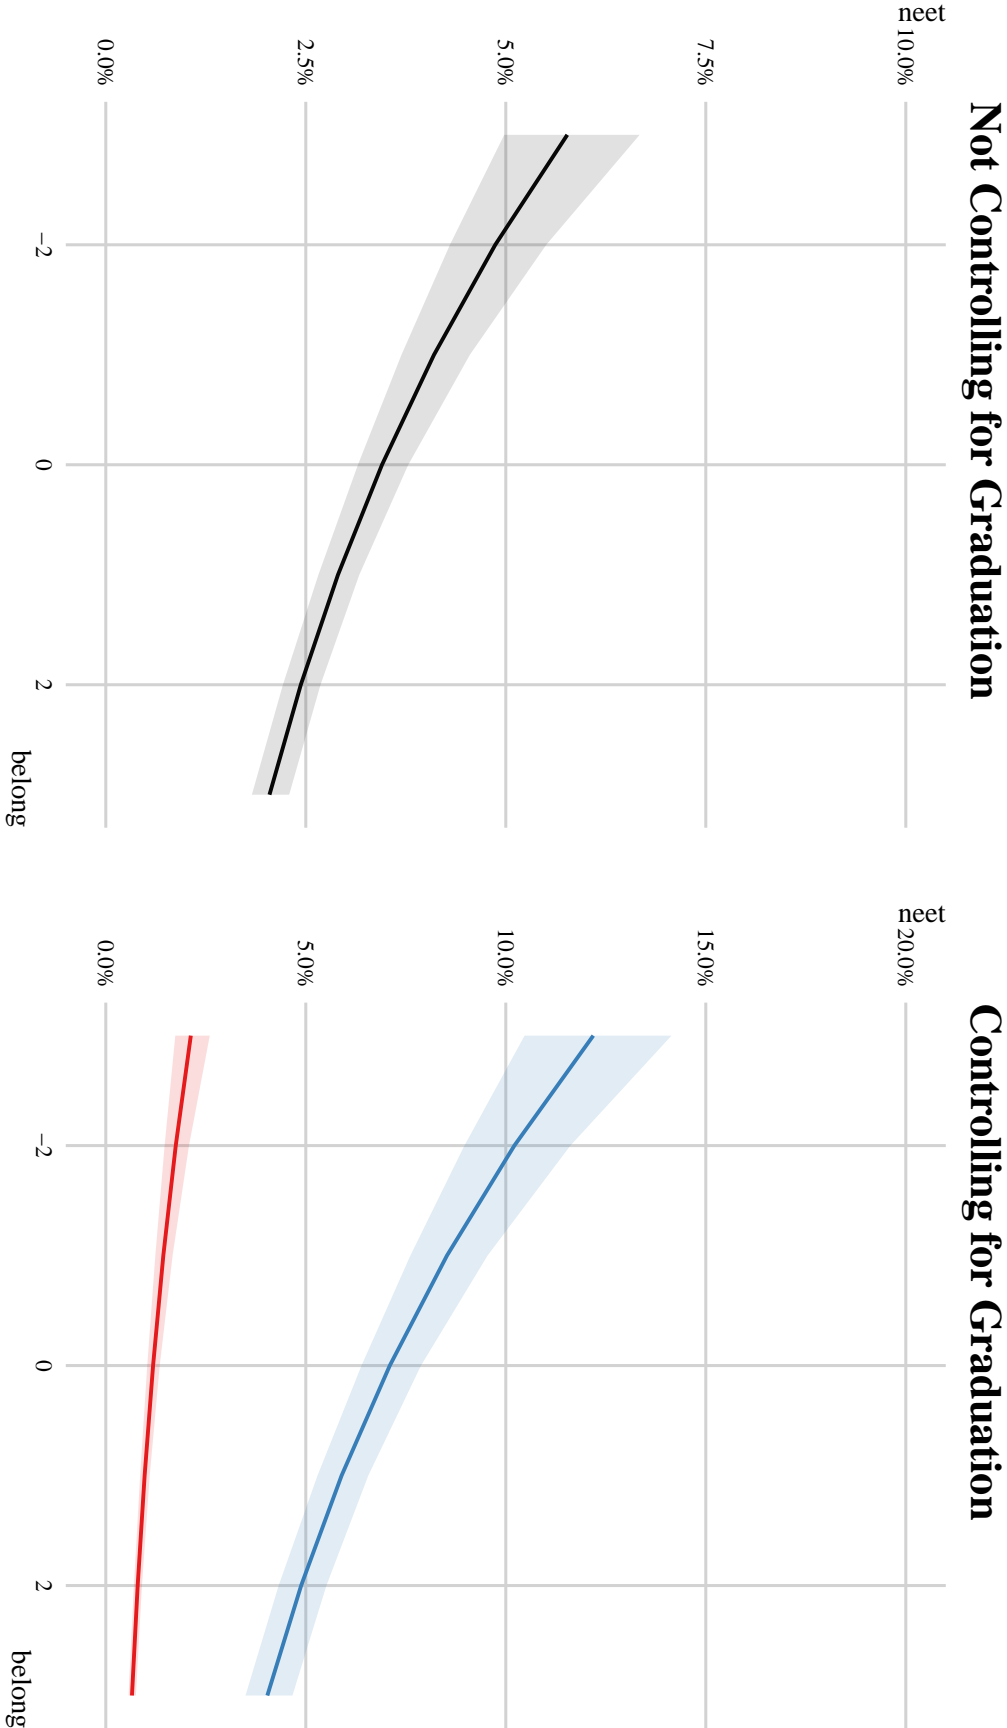 Not Controlling for Graduation
neet
10.0%
7.5%
5.0%
2.5%
0.0%
−2
0
2
belong
Controlling for Graduation
neet
20.0%
15.0%
10.0%
5.0%
0.0%
−2
0
2
belong